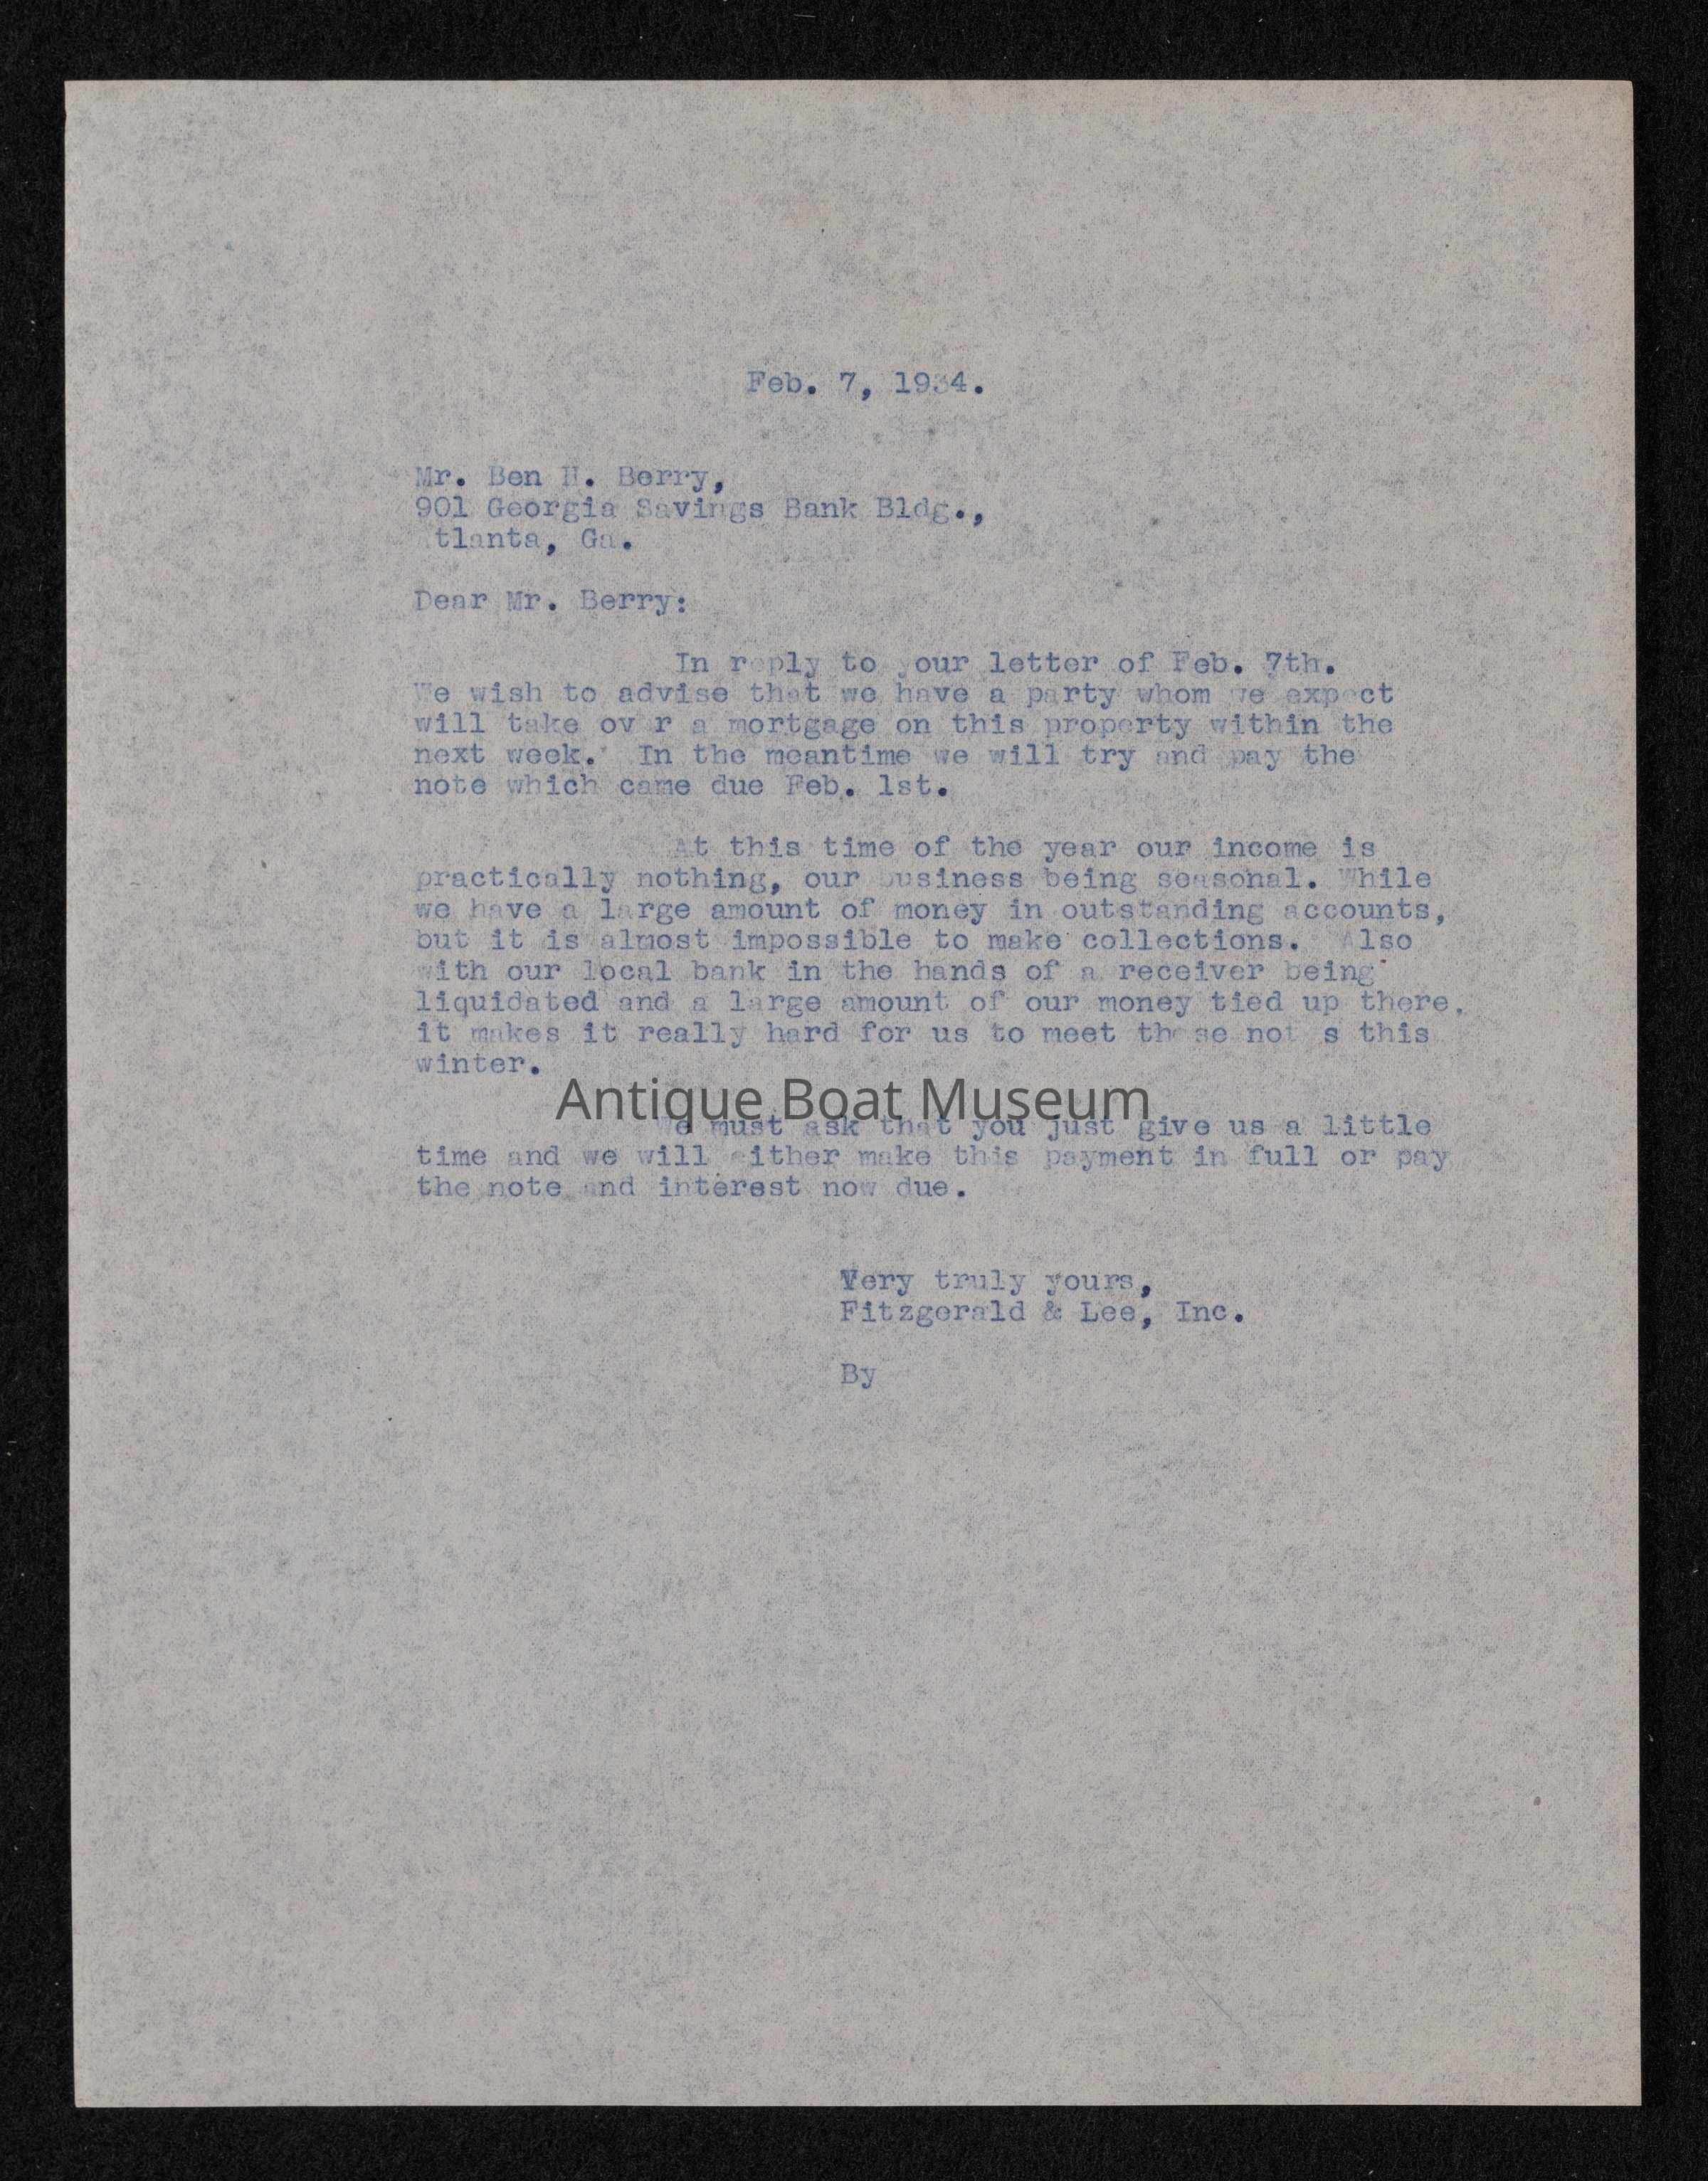 Feb. 7, 1934.
Mr. Ben H. Berry,
901 Georgia Savings Bank Bldg.,
Atlanta, Ga.
Dear Mr. Berry:
In reply to your letter of Feb. 7th.
We wish to advise that we have a party whom we expect
will take over a mortgage on this property within the
next week. In the meantime we will try and pay the
note which came due Feb. 1st.
At this time of the year our income is
practically nothing, our business being seasonal. While
we have a large amount of money in outstanding accounts,
but it is almost impossible to make collections. Also
with our local bank in the hands of a receiver being
liquidated and a large amount of our money tied up there,
it makes it really hard for us to meet these notes this
winter.
Antique Boat Museum
We must ask that you just give us a little
time and we will either make this payment in full or pay
the note and interest now due.
Very truly yours,
Fitzgerald & Lee, Inc.
By